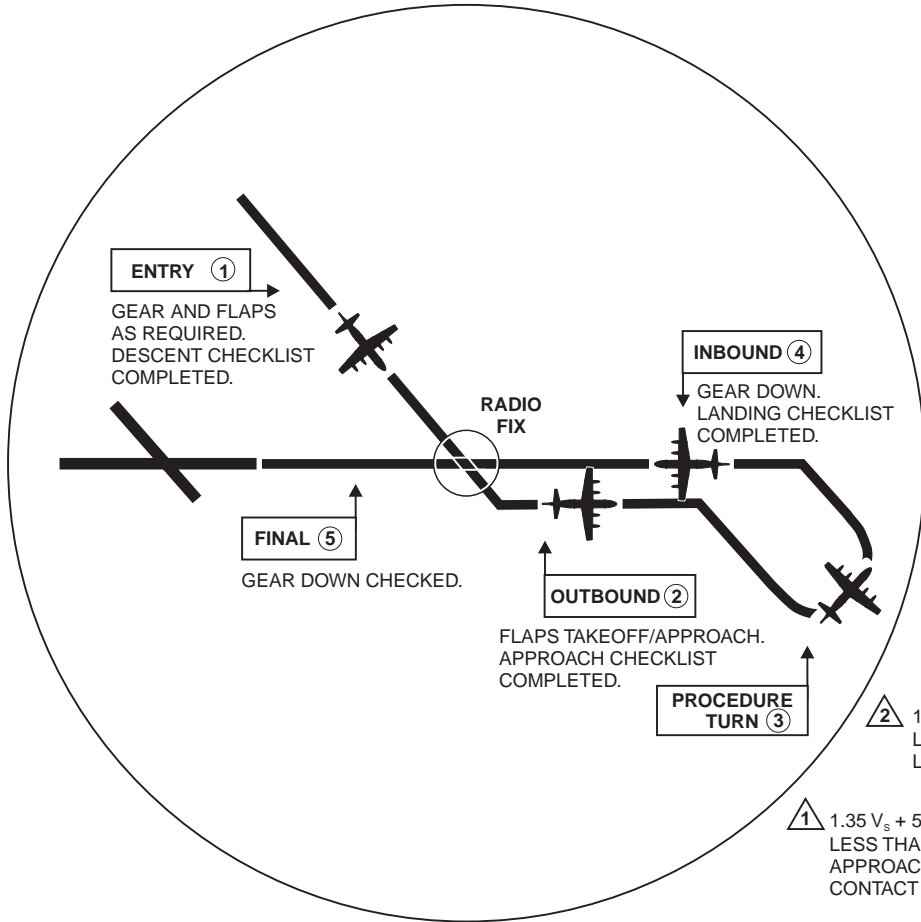 ENTRY 1
GEAR AND FLAPS
AS REQUIRED.
DESCENT CHECKLIST
COMPLETED.
RADIO
FIX
INBOUND 4
GEAR DOWN.
LANDING CHECKLIST
COMPLETED.
FINAL 5
GEAR DOWN CHECKED.
OUTBOUND 2
FLAPS TAKEOFF/APPROACH.
APPROACH CHECKLIST
COMPLETED.
PROCEDURE
TURN 3
2 1
L
L
1 1.35 Vs + 5
LESS THA
APPROAC
CONTACT